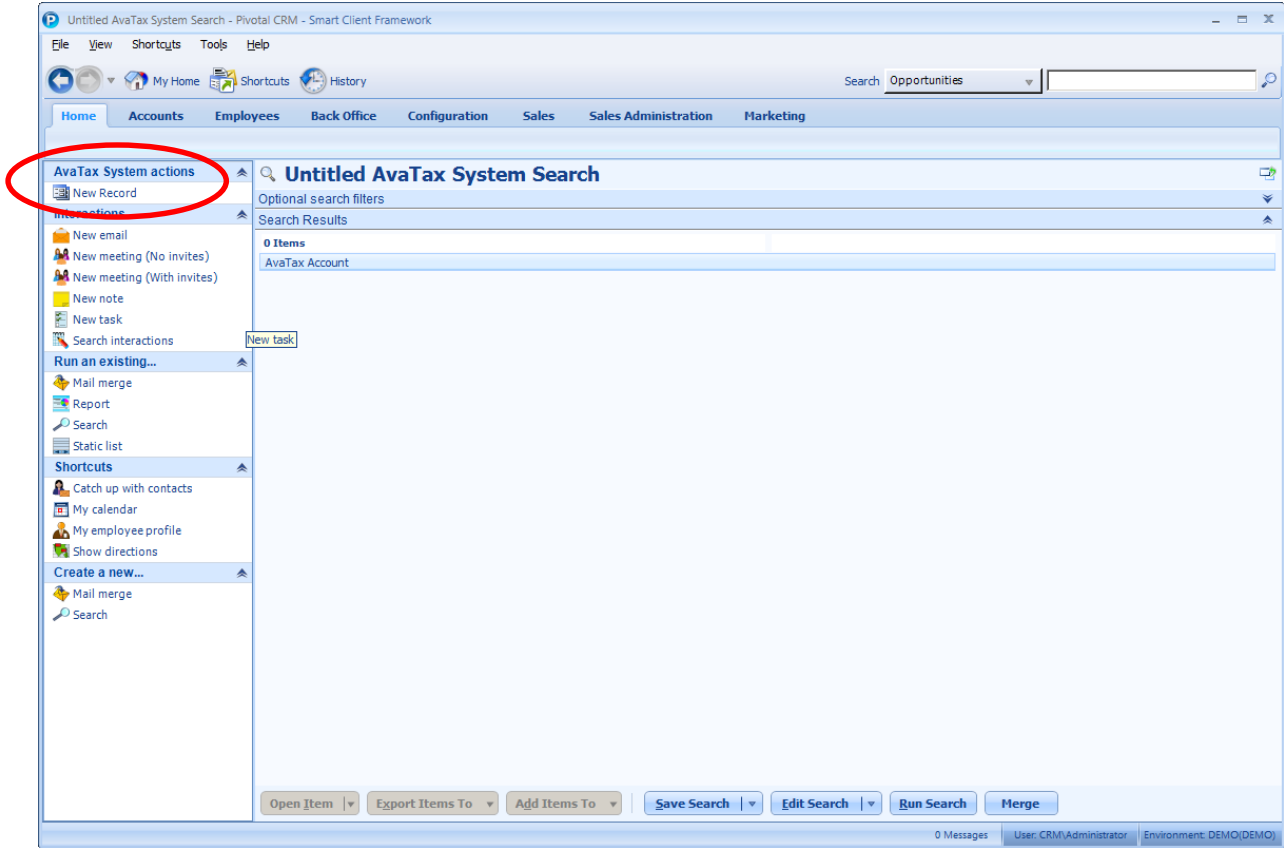 Untitled AvaTax System Search - Pivotal CRM - Smart Client Framework
File View Shortcuts Tools Help
My Home Shortcuts History Search Opportunities
Home Accounts Employees Back Office Configuration Sales Sales Administration Marketing
AvaTax System actions
New Record
Interactions
New email
New meeting (No invites)
New meeting (With invites)
New note
New task
Search interactions
Run an existing...
Mail merge
Report
Search
Static list
Shortcuts
Catch up with contacts
My calendar
My employee profile
Show directions
Create a new...
Mail merge
Search
Untitled AvaTax System Search
Optional search filters
Search Results
0 Items
AvaTax Account
New task
Open Item Export Items To Add Items To Save Search Edit Search Run Search Merge
0 Messages User: CRM\Administrator Environment: DEMO(DEMO)